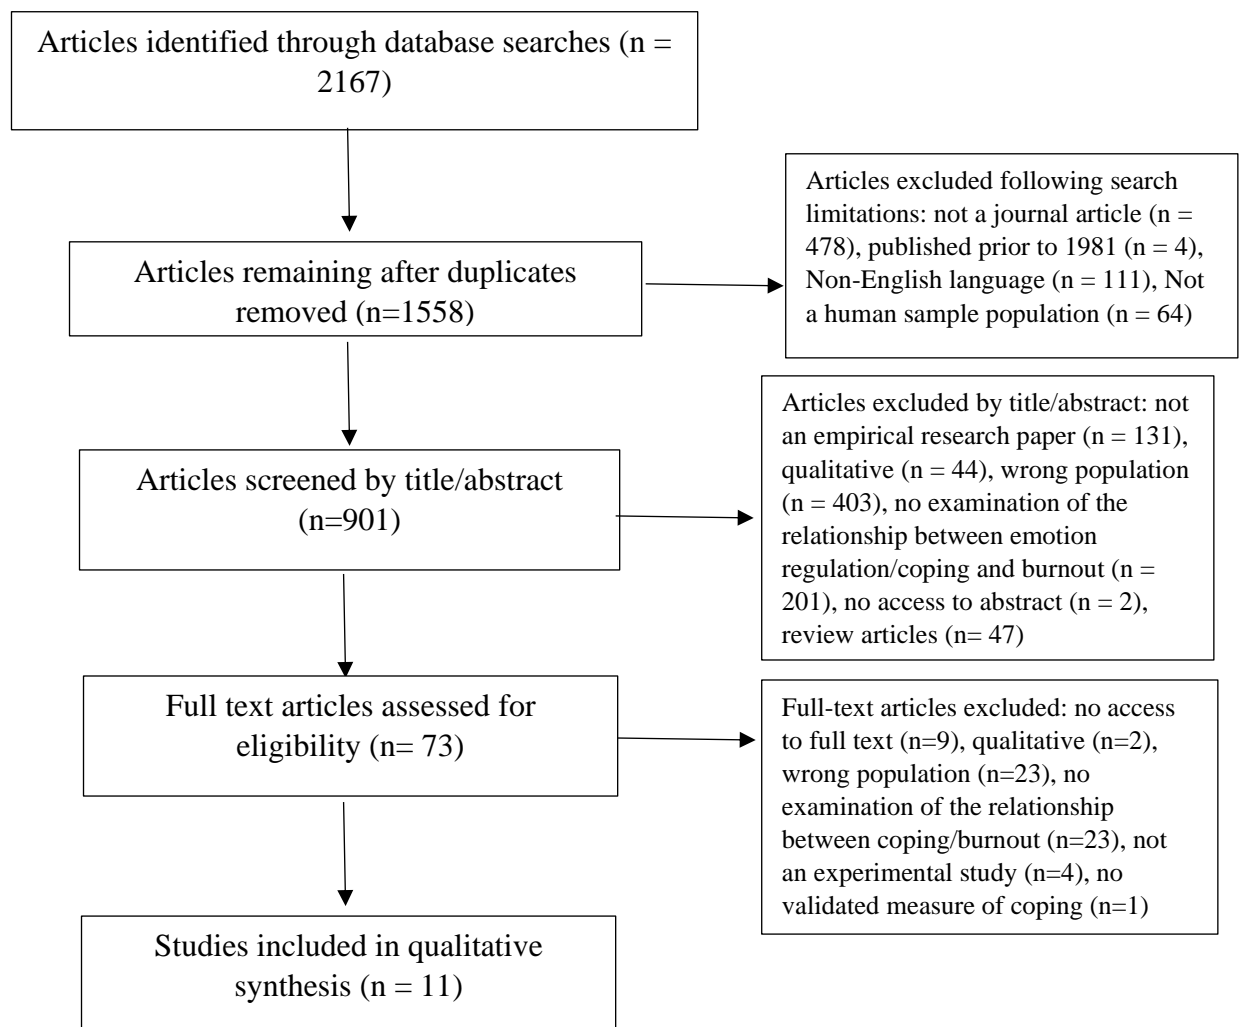 Articles identified through database searches (n =
2167)
Articles excluded following search
limitations: not a journal article (n =
478), published prior to 1981 (n = 4),
Non-English language (n = 111), Not
a human sample population (n = 64)
Articles remaining after duplicates
removed (n=1558)
Articles excluded by title/abstract: not
an empirical research paper (n = 131),
qualitative (n = 44), wrong population
(n = 403), no examination of the
relationship between emotion
regulation/coping and burnout (n =
201), no access to abstract (n = 2),
review articles (n= 47)
Articles screened by title/abstract
(n=901)
Full text articles assessed for
eligibility (n= 73)
Full-text articles excluded: no access
to full text (n=9), qualitative (n=2),
wrong population (n=23), no
examination of the relationship
between coping/burnout (n=23), not
an experimental study (n=4), no
validated measure of coping (n=1)
Studies included in qualitative
synthesis (n = 11)